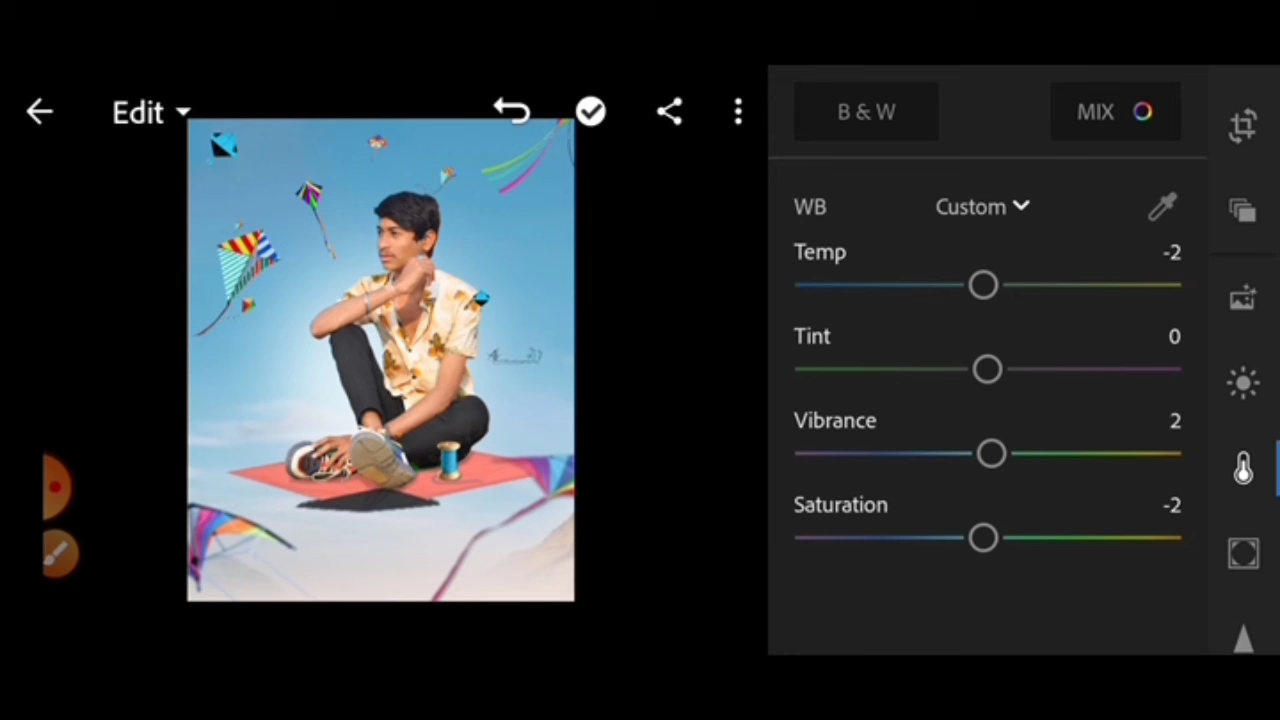 Edit
B & W
MIX
WB
Custom
Temp
-2
Tint
0
Vibrance
2
Saturation
-2